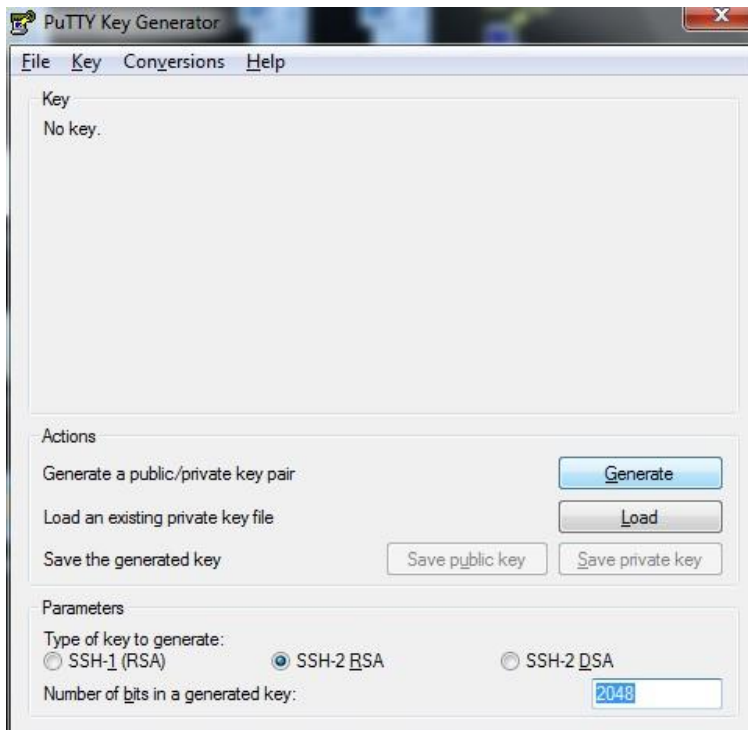 PuTTY Key Generator
File Key Conversions Help
Key
No key.
Actions
Generate a public/private key pair Generate
Load an existing private key file Load
Save the generated key Save public key Save private key
Parameters
Type of key to generate:
SSH-1 (RSA) SSH-2 RSA SSH-2 DSA
Number of bits in a generated key: 2048